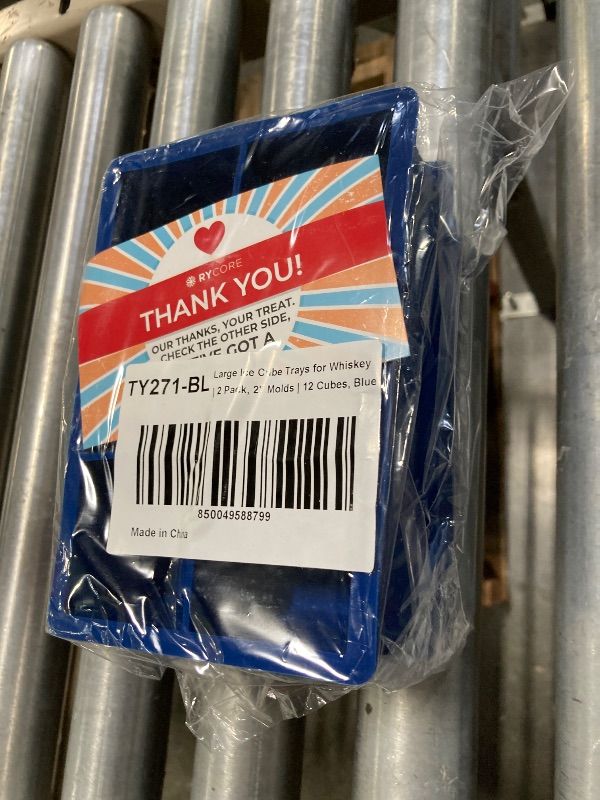 RYCORE
THANK YOU!
OUR THANKS, YOUR TREAT.
CHECK THE OTHER SIDE,
GOT A
TY271-BL
Large Ice Cube Trays for Whiskey
| 2 Pack, 2" Molds | 12 Cubes, Blue
850049588799
Made in China